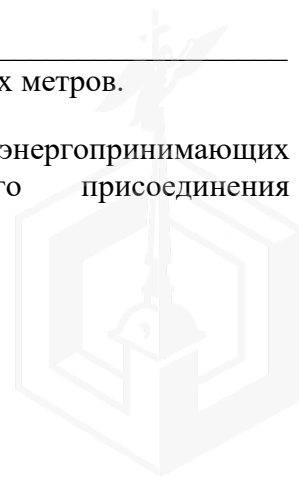 х метров.
энергопринимающих
го присоединения